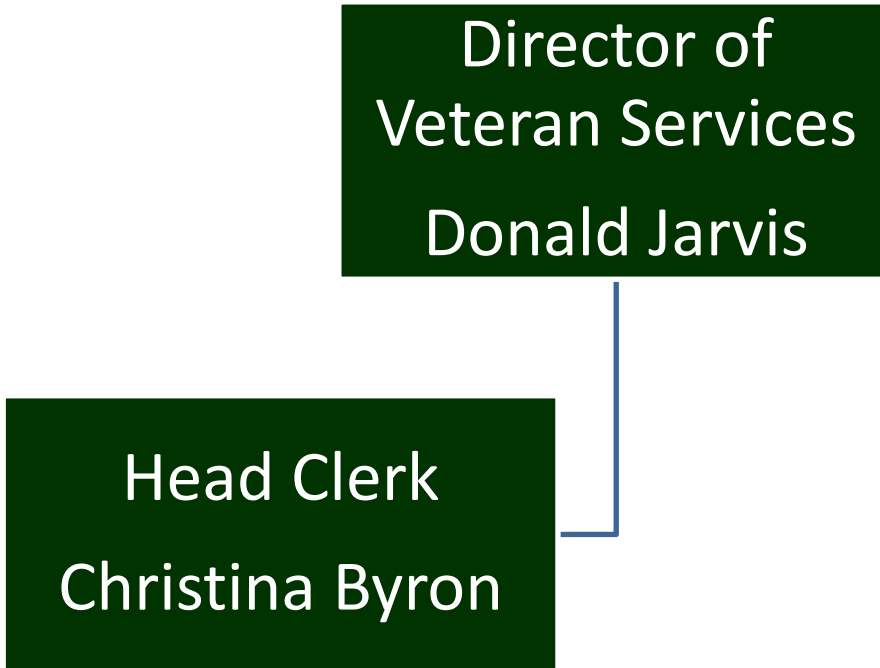 Director of
Veteran Services
Donald Jarvis
Head Clerk
Christina Byron